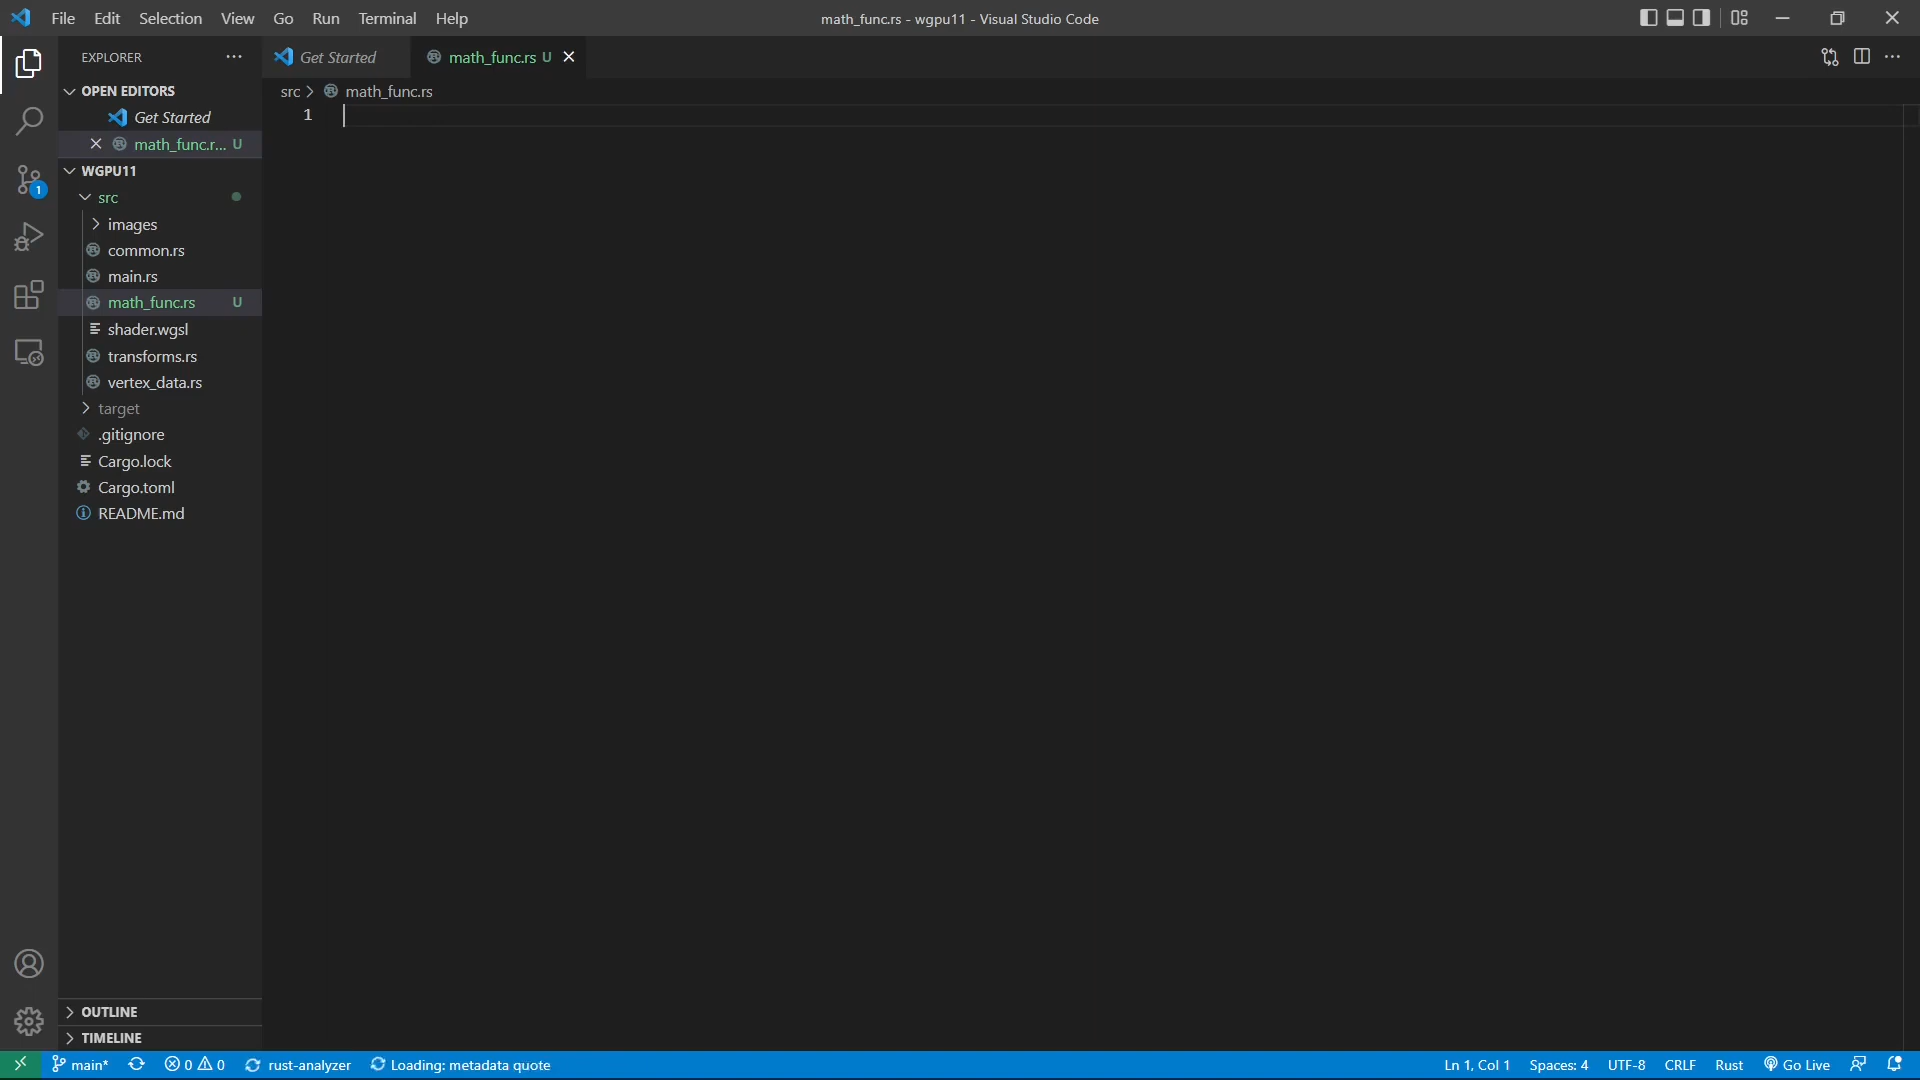 File Edit Selection View Go Run Terminal Help
math_func.rs - wgpu11 - Visual Studio Code
EXPLORER
Get Started
math_func.rs U
OPEN EDITORS
Get Started
math_func.r... U
WGPU11
src
images
common.rs
main.rs
math_func.rs U
shader.wgsl
transforms.rs
vertex_data.rs
target
.gitignore
Cargo.lock
Cargo.toml
README.md
OUTLINE
TIMELINE
src > math_func.rs
1
1
main* 0 0 rust-analyzer Loading: metadata quote
Ln 1, Col 1 Spaces: 4 UTF-8 CRLF Rust Go Live